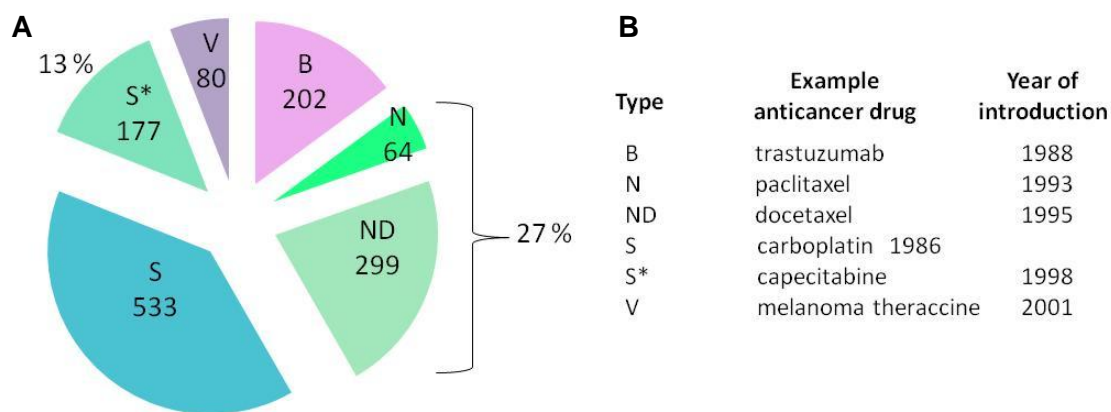 A
V
80
B
202
13 %
S*
177
N
64
27 %
ND
299
S
533
B
Type Example anticancer drug Year of introduction
B trastuzumab 1988
N paclitaxel 1993
ND docetaxel 1995
S carboplatin 1986
S* capecitabine 1998
V melanoma theraccine 2001